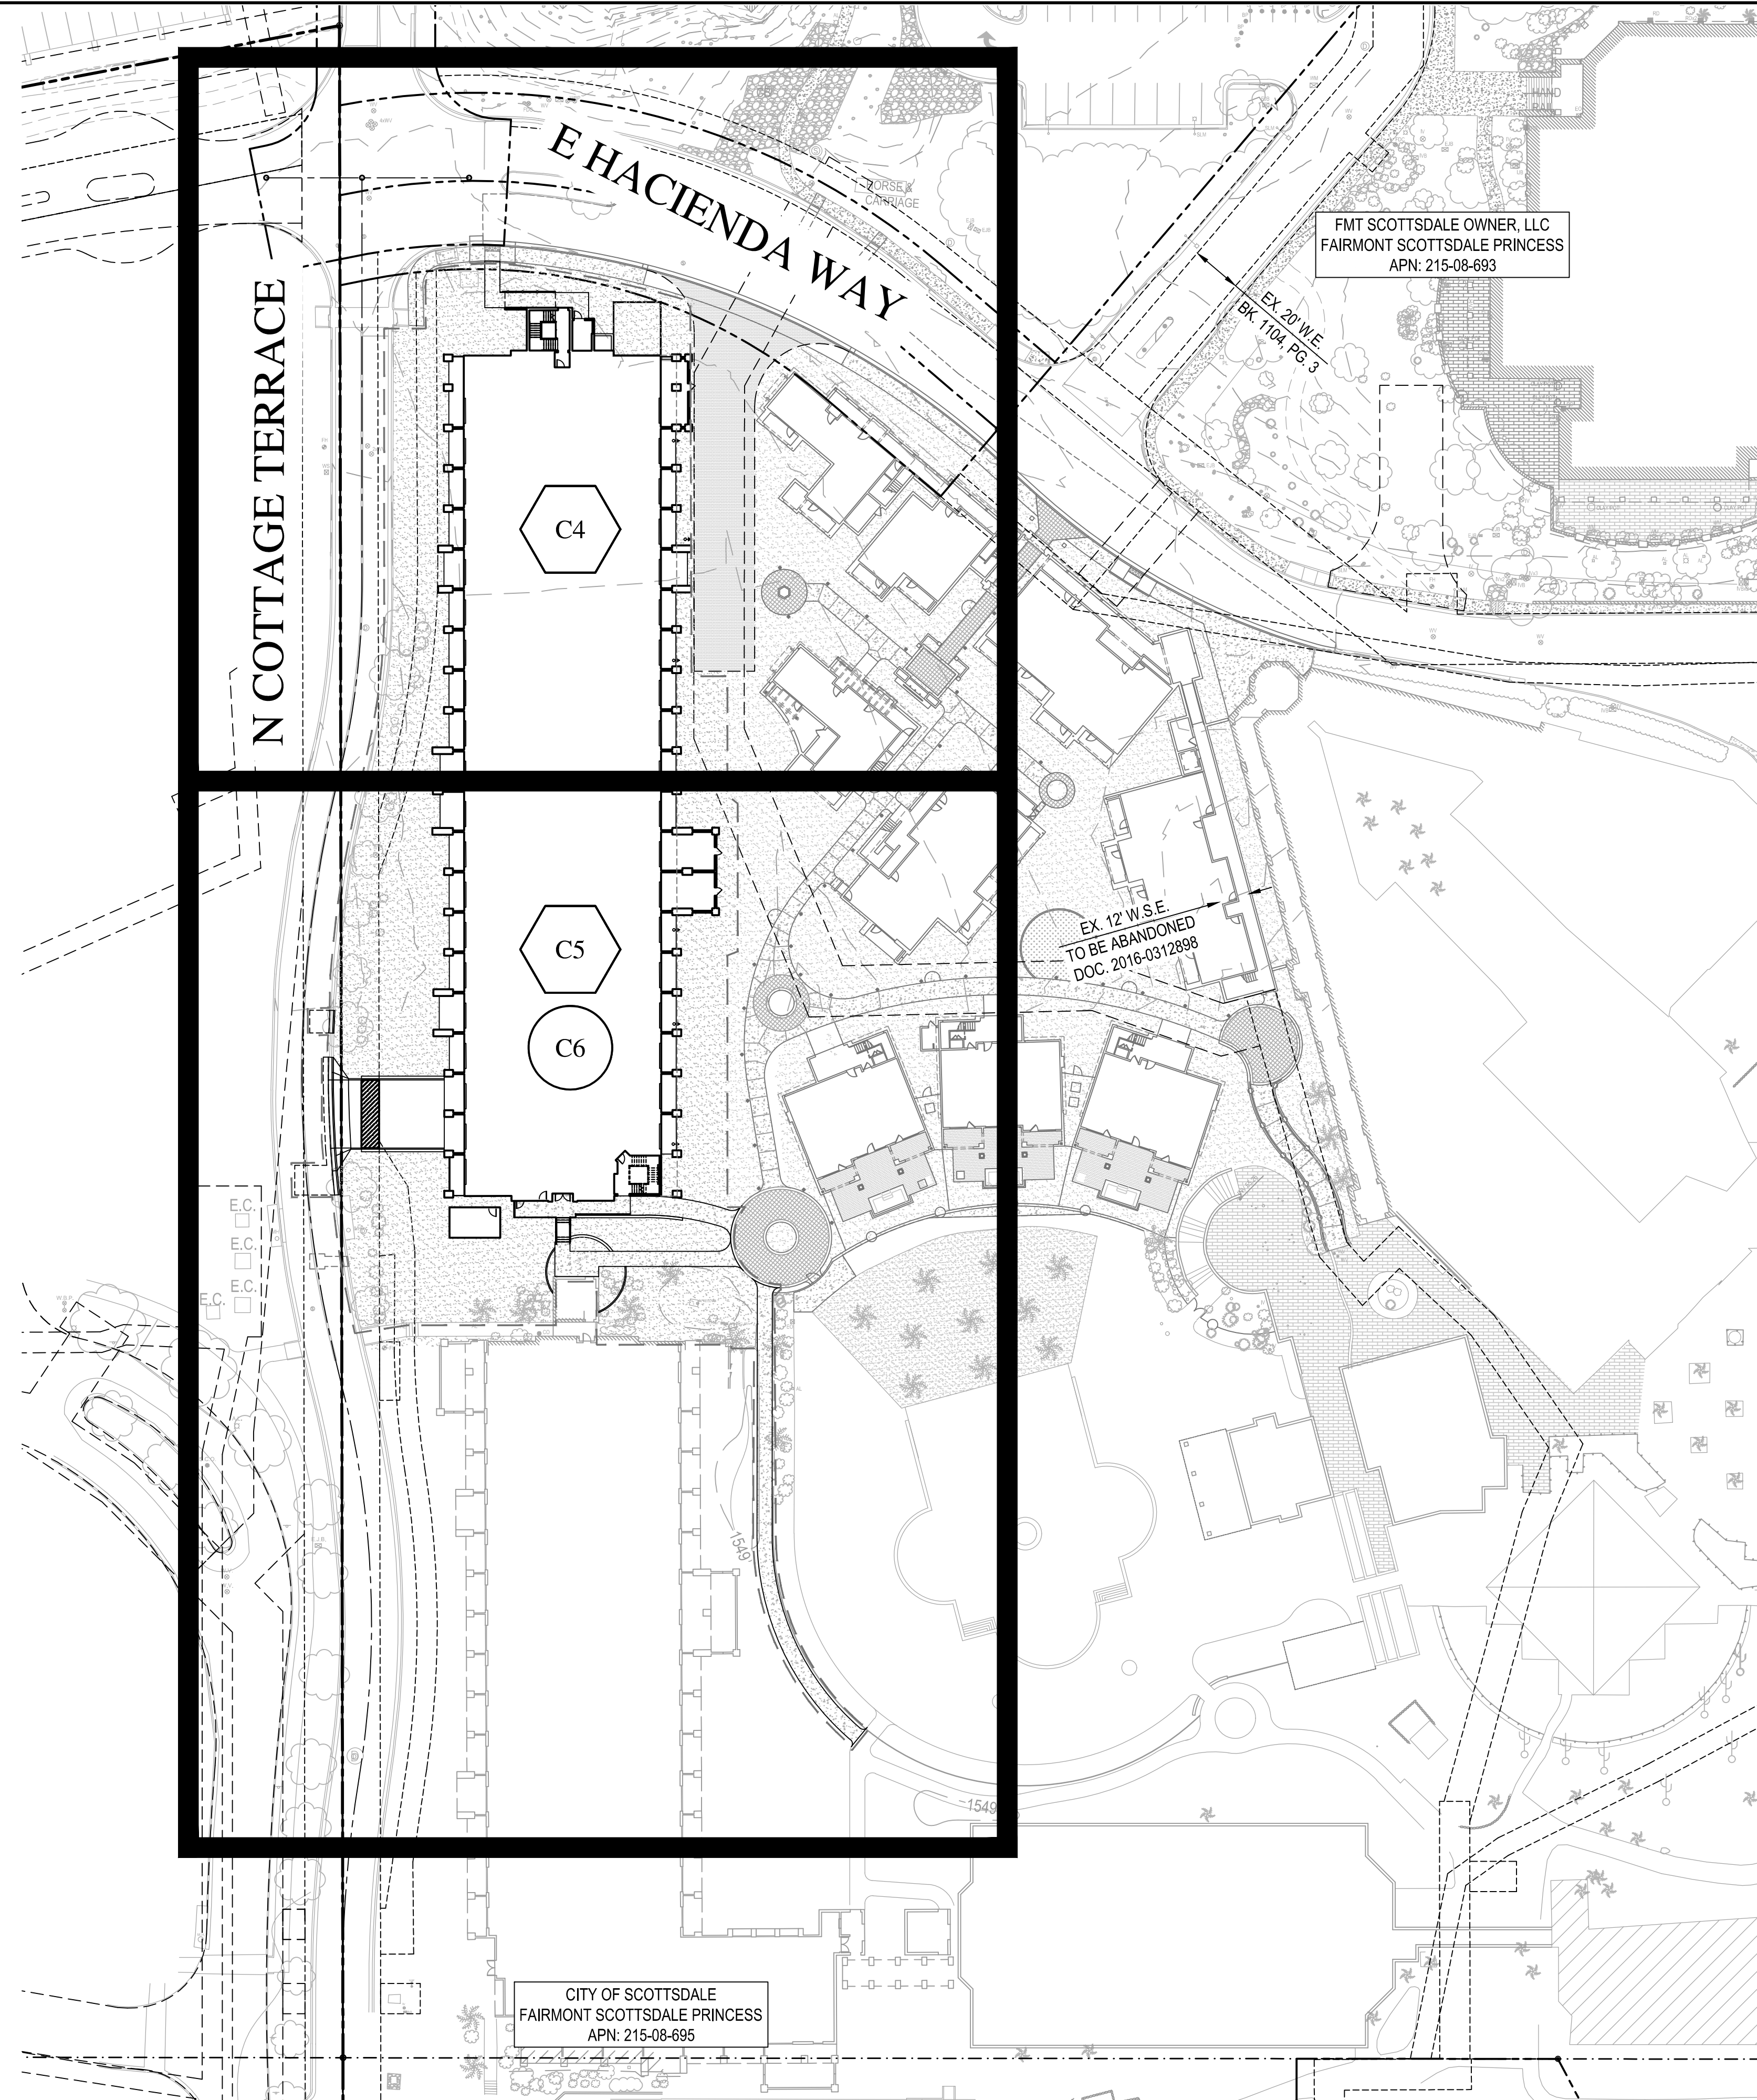 E HACIENDA WAY
N COTTAGE TERRACE
HAND
RAIL
HORSE &
CARRIAGE
FMT SCOTTSDALE OWNER, LLC
FAIRMONT SCOTTSDALE PRINCESS
APN: 215-08-693
EX. 20' W.E.
BK. 1104, PG. 3
C4
C5
C6
EX. 12' W.S.E.
TO BE ABANDONED
DOC. 2016-0312898
E.C.
E.C.
E.C.
E.C.
1549
1549
CITY OF SCOTTSDALE
FAIRMONT SCOTTSDALE PRINCESS
APN: 215-08-695